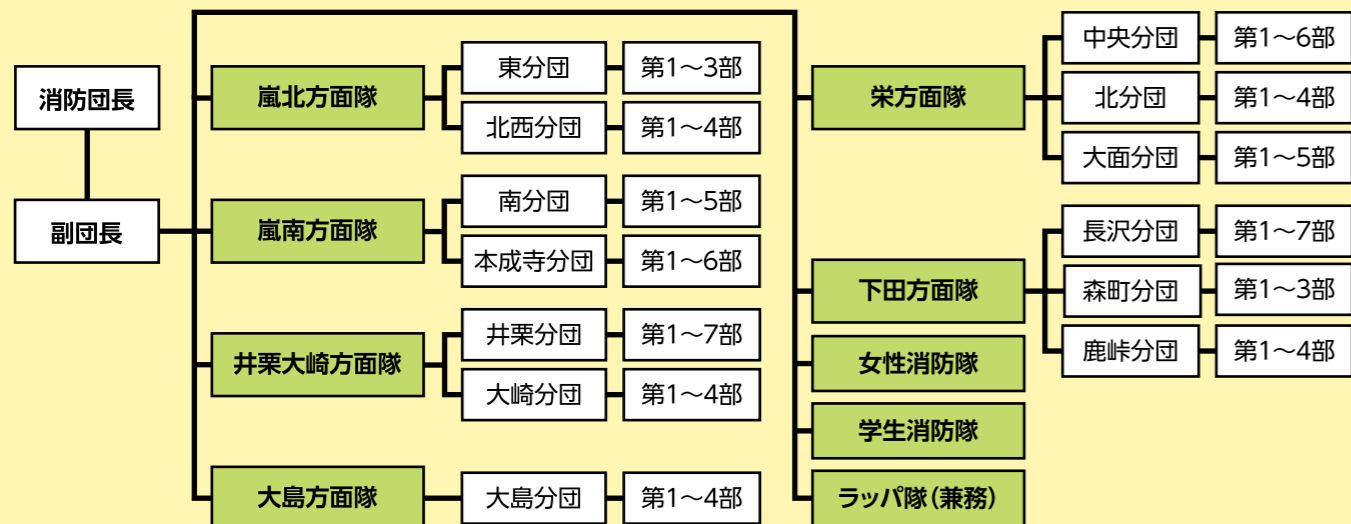 消防団長
副団長
嵐北方面隊
東分団
第1～3部
北西分団
第1～4部
嵐南方面隊
南分団
第1～5部
本成寺分団
第1～6部
井栗大崎方面隊
井栗分団
第1～7部
大崎分団
第1～4部
大島方面隊
大島分団
第1～4部
栄方面隊
中央分団
第1～6部
北分団
第1～4部
大面分団
第1～5部
下田方面隊
長沢分団
第1～7部
森町分団
第1～3部
鹿峠分団
第1～4部
女性消防隊
学生消防隊
ラッパ隊（兼務）